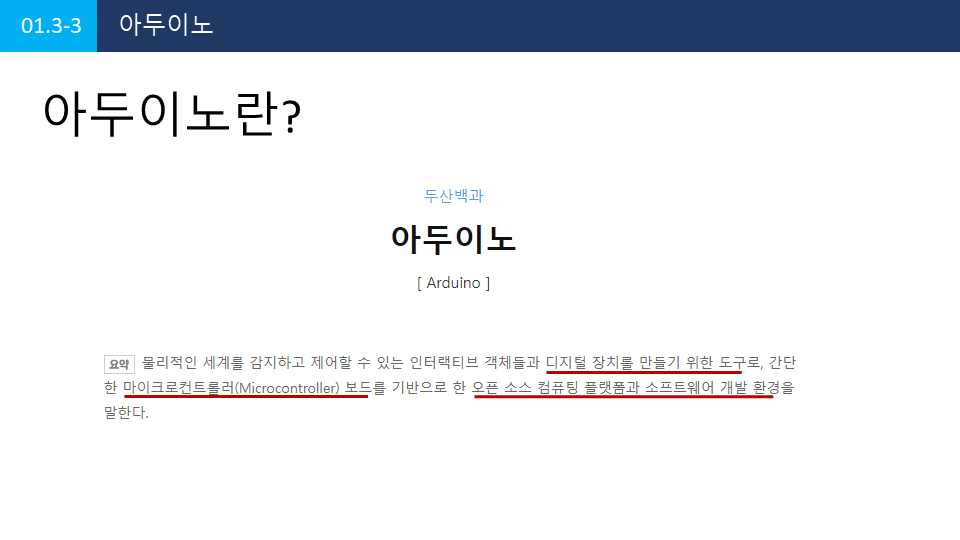 01.3-3 아두이노
아두이노란?
두산백과
아두이노
[ Arduino ]
요약 물리적인 세계를 감지하고 제어할 수 있는 인터랙티브 객체들과 디지털 장치를 만들기 위한 도구로, 간단
한 마이크로컨트롤러(Microcontroller) 보드를 기반으로 한 오픈 소스 컴퓨팅 플랫폼과 소프트웨어 개발 환경을
말한다.